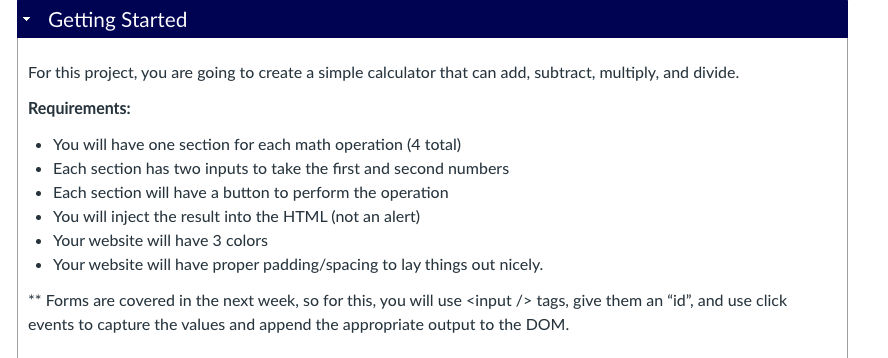 Getting Started
For this project, you are going to create a simple calculator that can add, subtract, multiply, and divide.
Requirements:
• You will have one section for each math operation (4 total)
• Each section has two inputs to take the first and second numbers
• Each section will have a button to perform the operation
• You will inject the result into the HTML (not an alert)
• Your website will have 3 colors
• Your website will have proper padding/spacing to lay things out nicely.
** Forms are covered in the next week, so for this, you will use <input /> tags, give them an “id”, and use click
events to capture the values and append the appropriate output to the DOM.